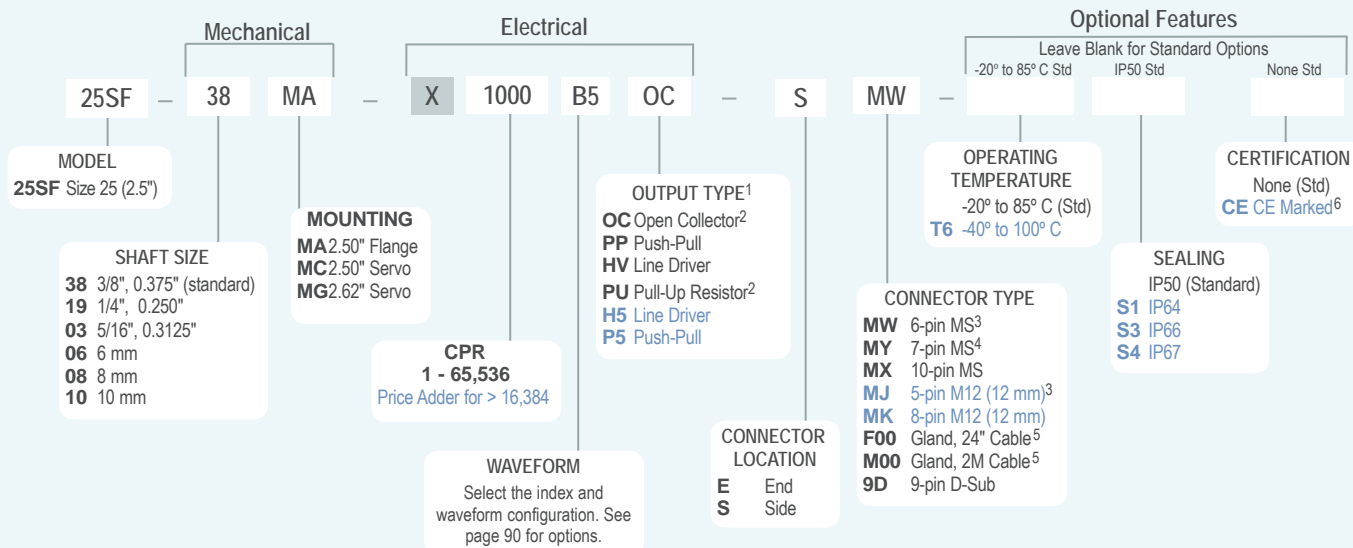 Mechanical
Electrical
Optional Features
Leave Blank for Standard Options
-20º to 85º C Std
IP50 Std
None Std
25SF – 38 MA – X 1000 B5 OC – S MW –
MODEL
25SF Size 25 (2.5")
SHAFT SIZE
38 3/8", 0.375" (standard)
19 1/4", 0.250"
03 5/16", 0.3125"
06 6 mm
08 8 mm
10 10 mm
MOUNTING
MA 2.50" Flange
MC 2.50" Servo
MG 2.62" Servo
CPR
1 - 65,536
Price Adder for > 16,384
WAVEFORM
Select the index and
waveform configuration. See
page 90 for options.
OUTPUT TYPE1
OC Open Collector2
PP Push-Pull
HV Line Driver
PU Pull-Up Resistor2
H5 Line Driver
P5 Push-Pull
CONNECTOR
LOCATION
E End
S Side
CONNECTOR TYPE
MW 6-pin MS3
MY 7-pin MS4
MX 10-pin MS
MJ 5-pin M12 (12 mm)3
MK 8-pin M12 (12 mm)
F00 Gland, 24" Cable5
M00 Gland, 2M Cable5
9D 9-pin D-Sub
OPERATING
TEMPERATURE
-20º to 85º C (Std)
T6 -40º to 100º C
SEALING
IP50 (Standard)
S1 IP64
S3 IP66
S4 IP67
CERTIFICATION
None (Std)
CE CE Marked6